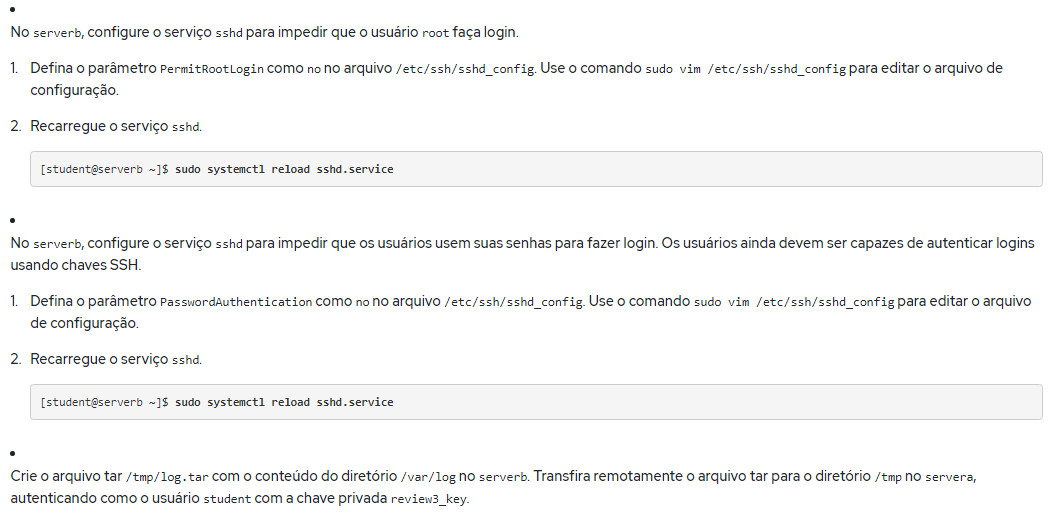 No serverb, configure o serviço sshd para impedir que o usuário root faça login.
1. Defina o parâmetro PermitRootLogin como no no arquivo /etc/ssh/sshd_config. Use o comando sudo vim /etc/ssh/sshd_config para editar o arquivo de
configuração.
2. Recarregue o serviço sshd.
[student@serverb ~]$ sudo systemctl reload sshd.service
No serverb, configure o serviço sshd para impedir que os usuários usem suas senhas para fazer login. Os usuários ainda devem ser capazes de autenticar logins
usando chaves SSH.
1. Defina o parâmetro PasswordAuthentication como no no arquivo /etc/ssh/sshd_config. Use o comando sudo vim /etc/ssh/sshd_config para editar o arquivo
de configuração.
2. Recarregue o serviço sshd.
[student@serverb ~]$ sudo systemctl reload sshd.service
Crie o arquivo tar /tmp/log.tar com o conteúdo do diretório /var/log no serverb. Transfira remotamente o arquivo tar para o diretório /tmp no servera,
autenticando como o usuário student com a chave privada review3_key.